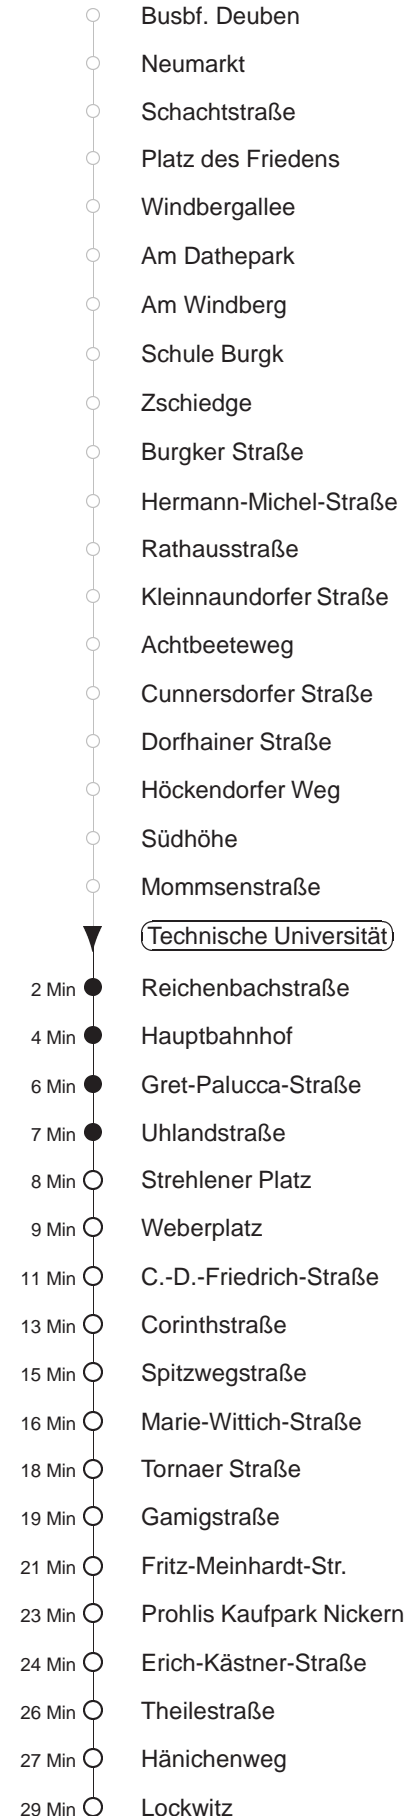 Busbf. Deuben
Neumarkt
Schachtstraße
Platz des Friedens
Windbergallee
Am Dathepark
Am Windberg
Schule Burgk
Zschiedge
Burgker Straße
Hermann-Michel-Straße
Rathausstraße
Kleinnaundorfer Straße
Achtbeeteweg
Cunnersdorfer Straße
Dorfhainer Straße
Höckendorfer Weg
Südhöhe
Mommsenstraße
Technische Universität
2 Min Reichenbachstraße
4 Min Hauptbahnhof
6 Min Gret-Palucca-Straße
7 Min Uhlandstraße
8 Min Strehlener Platz
9 Min Weberplatz
11 Min C.-D.-Friedrich-Straße
13 Min Corinthstraße
15 Min Spitzwegstraße
16 Min Marie-Wittich-Straße
18 Min Tornaer Straße
19 Min Gamigstraße
21 Min Fritz-Meinhardt-Str.
23 Min Prohlis Kaufpark Nickern
24 Min Erich-Kästner-Straße
26 Min Theilestraße
27 Min Hänichenweg
29 Min Lockwitz